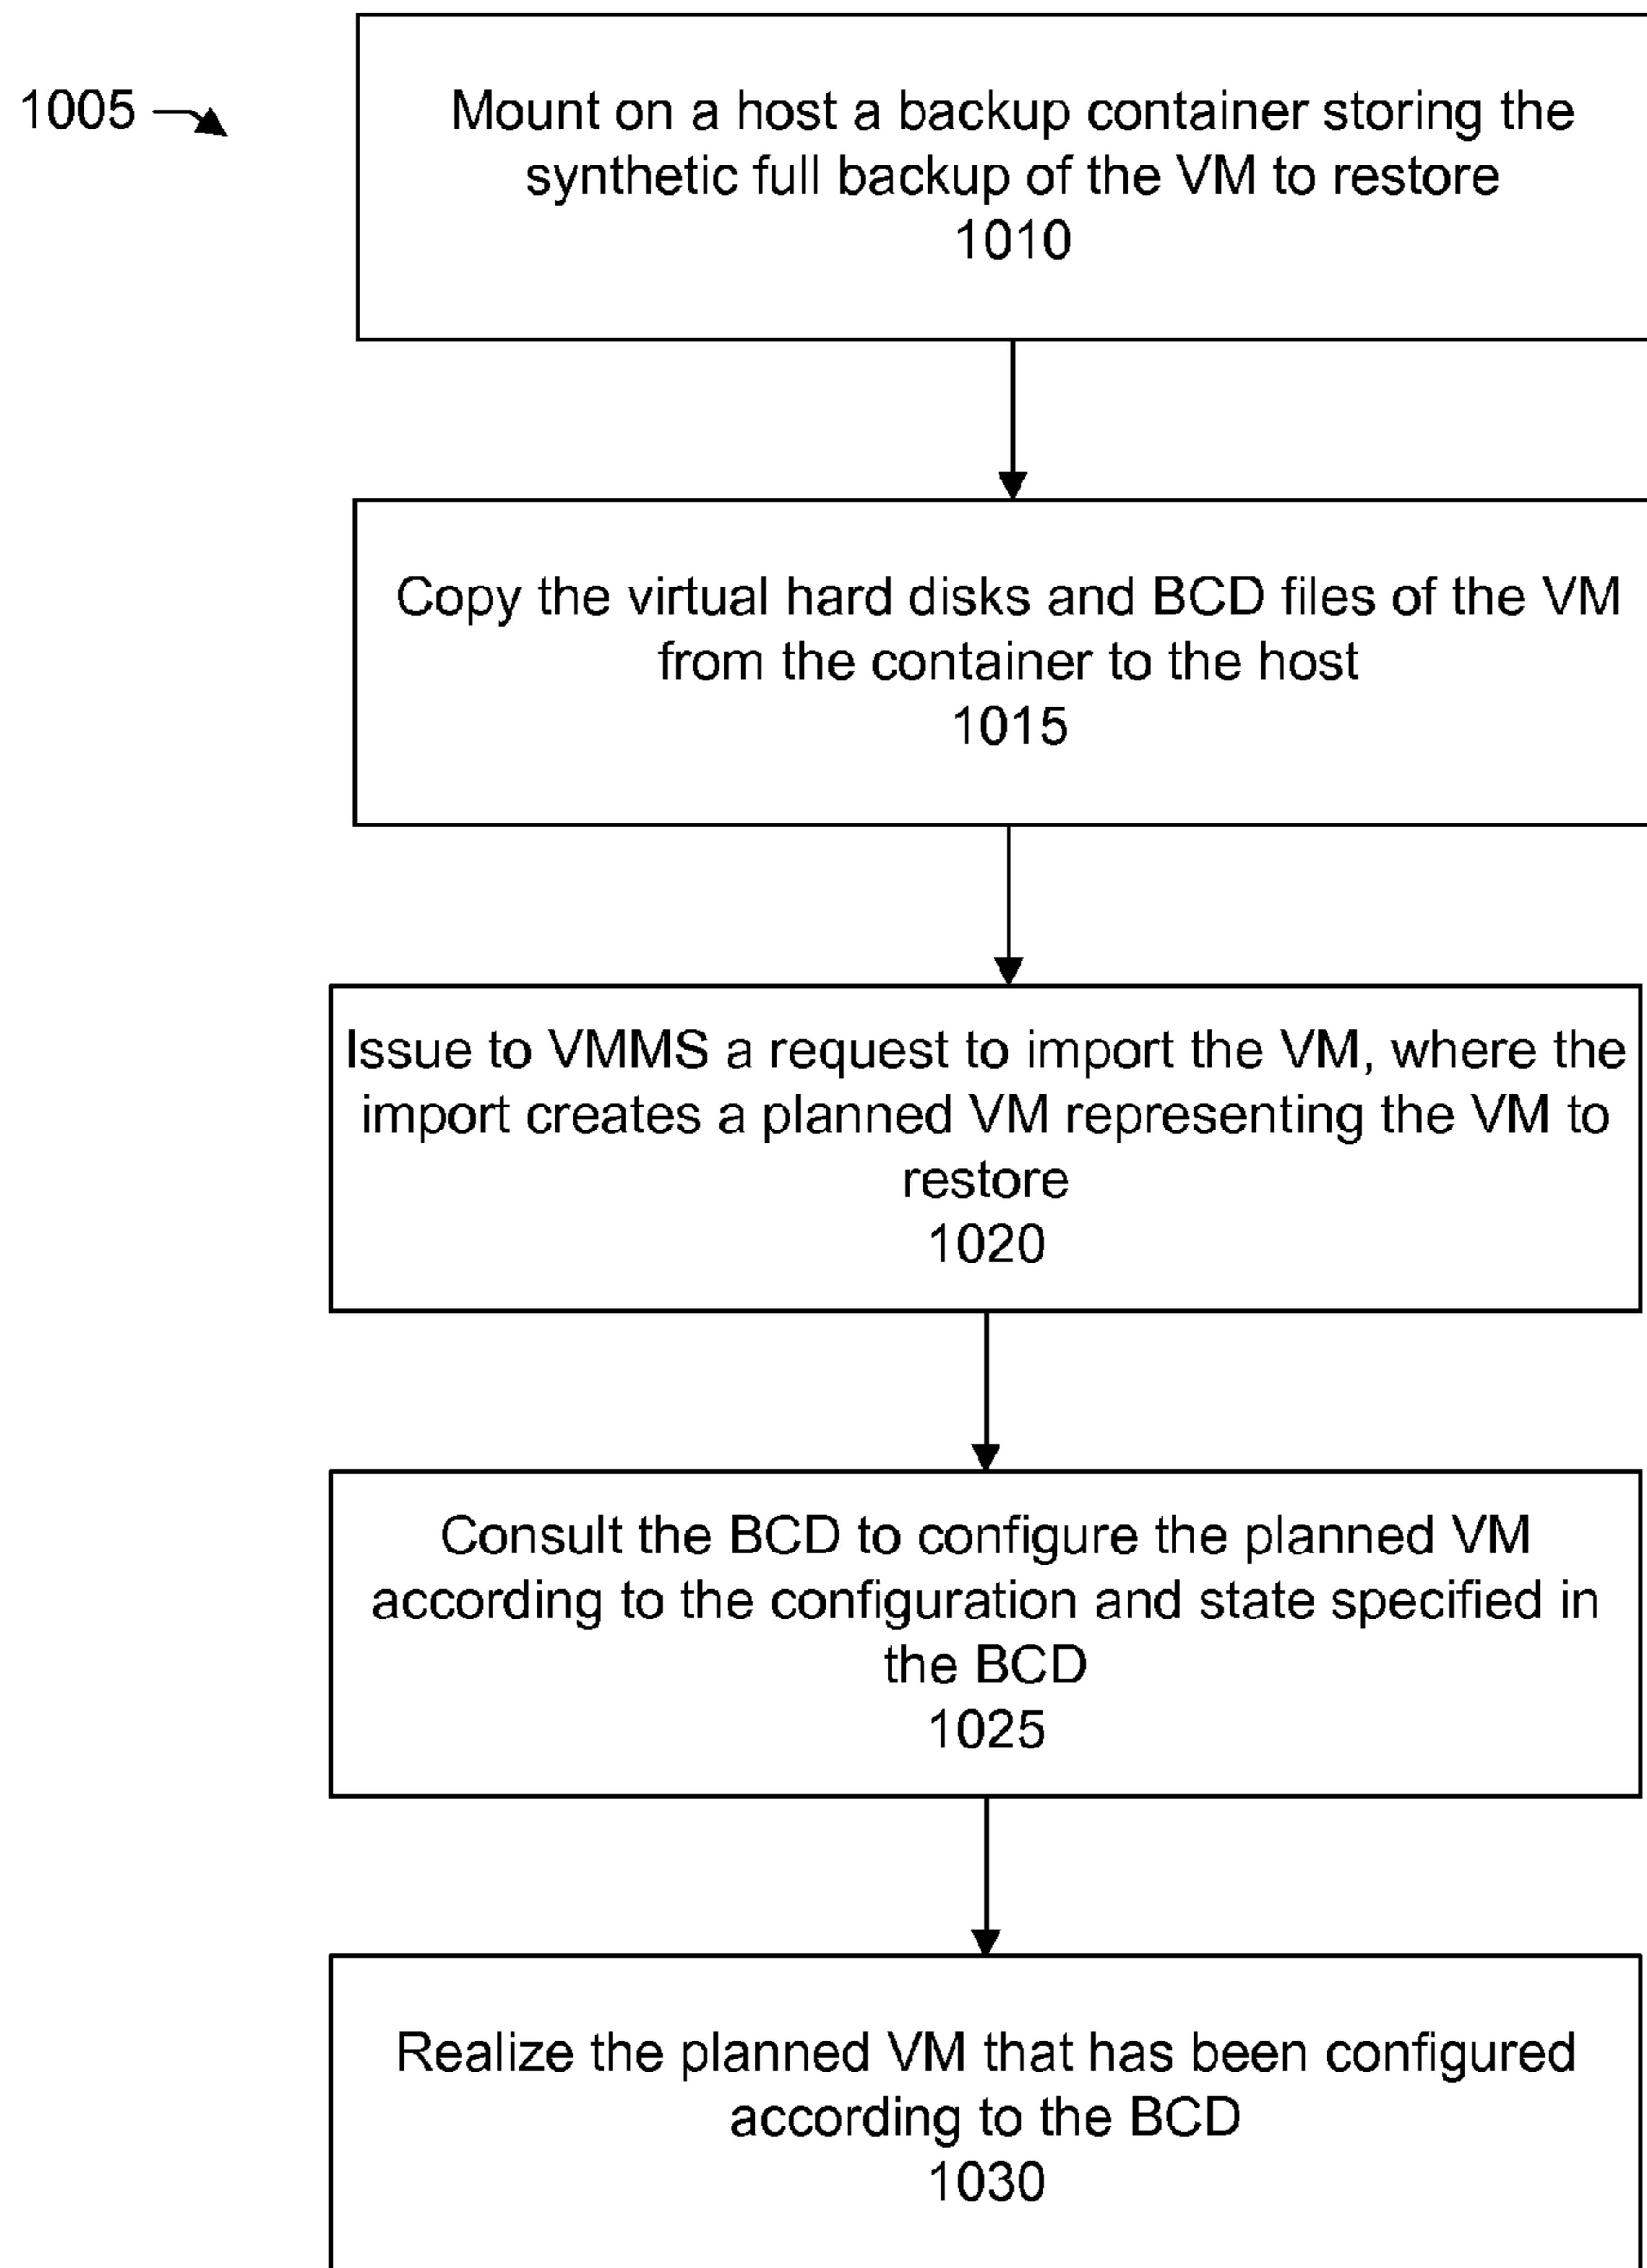 1005
Mount on a host a backup container storing the
synthetic full backup of the VM to restore
1010
Copy the virtual hard disks and BCD files of the VM
from the container to the host
1015
Issue to VMMS a request to import the VM, where the
import creates a planned VM representing the VM to
restore
1020
Consult the BCD to configure the planned VM
according to the configuration and state specified in
the BCD
1025
Realize the planned VM that has been configured
according to the BCD
1030